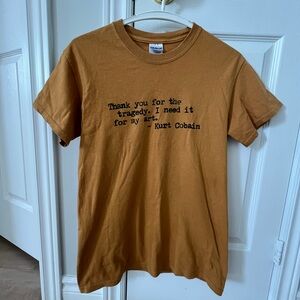 Thank you for the
tragedy. I need it
for my art.
- Kurt Cobain